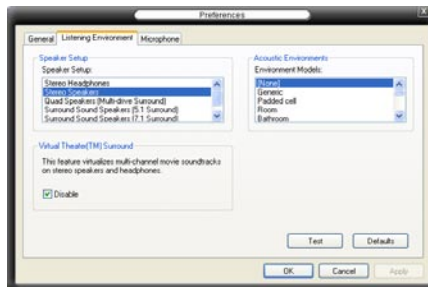 Preferences
X
General
Listening Environment
Microphone
Speaker Setup
Speaker Setup:
Stereo Headphones
Stereo Speakers
Quad Speakers (Multi-drive Surround)
Surround Sound Speakers (5.1 Surround)
Surround Sound Speakers (7.1 Surround)
Acoustic Environments
Environment Models:
[None]
Generic
Padded cell
Room
Bathroom
Virtual Theater(TM) Surround
This feature virtualizes multi-channel movie soundtracks
on stereo speakers and headphones.
Disable
Test
Defaults
OK
Cancel
Apply